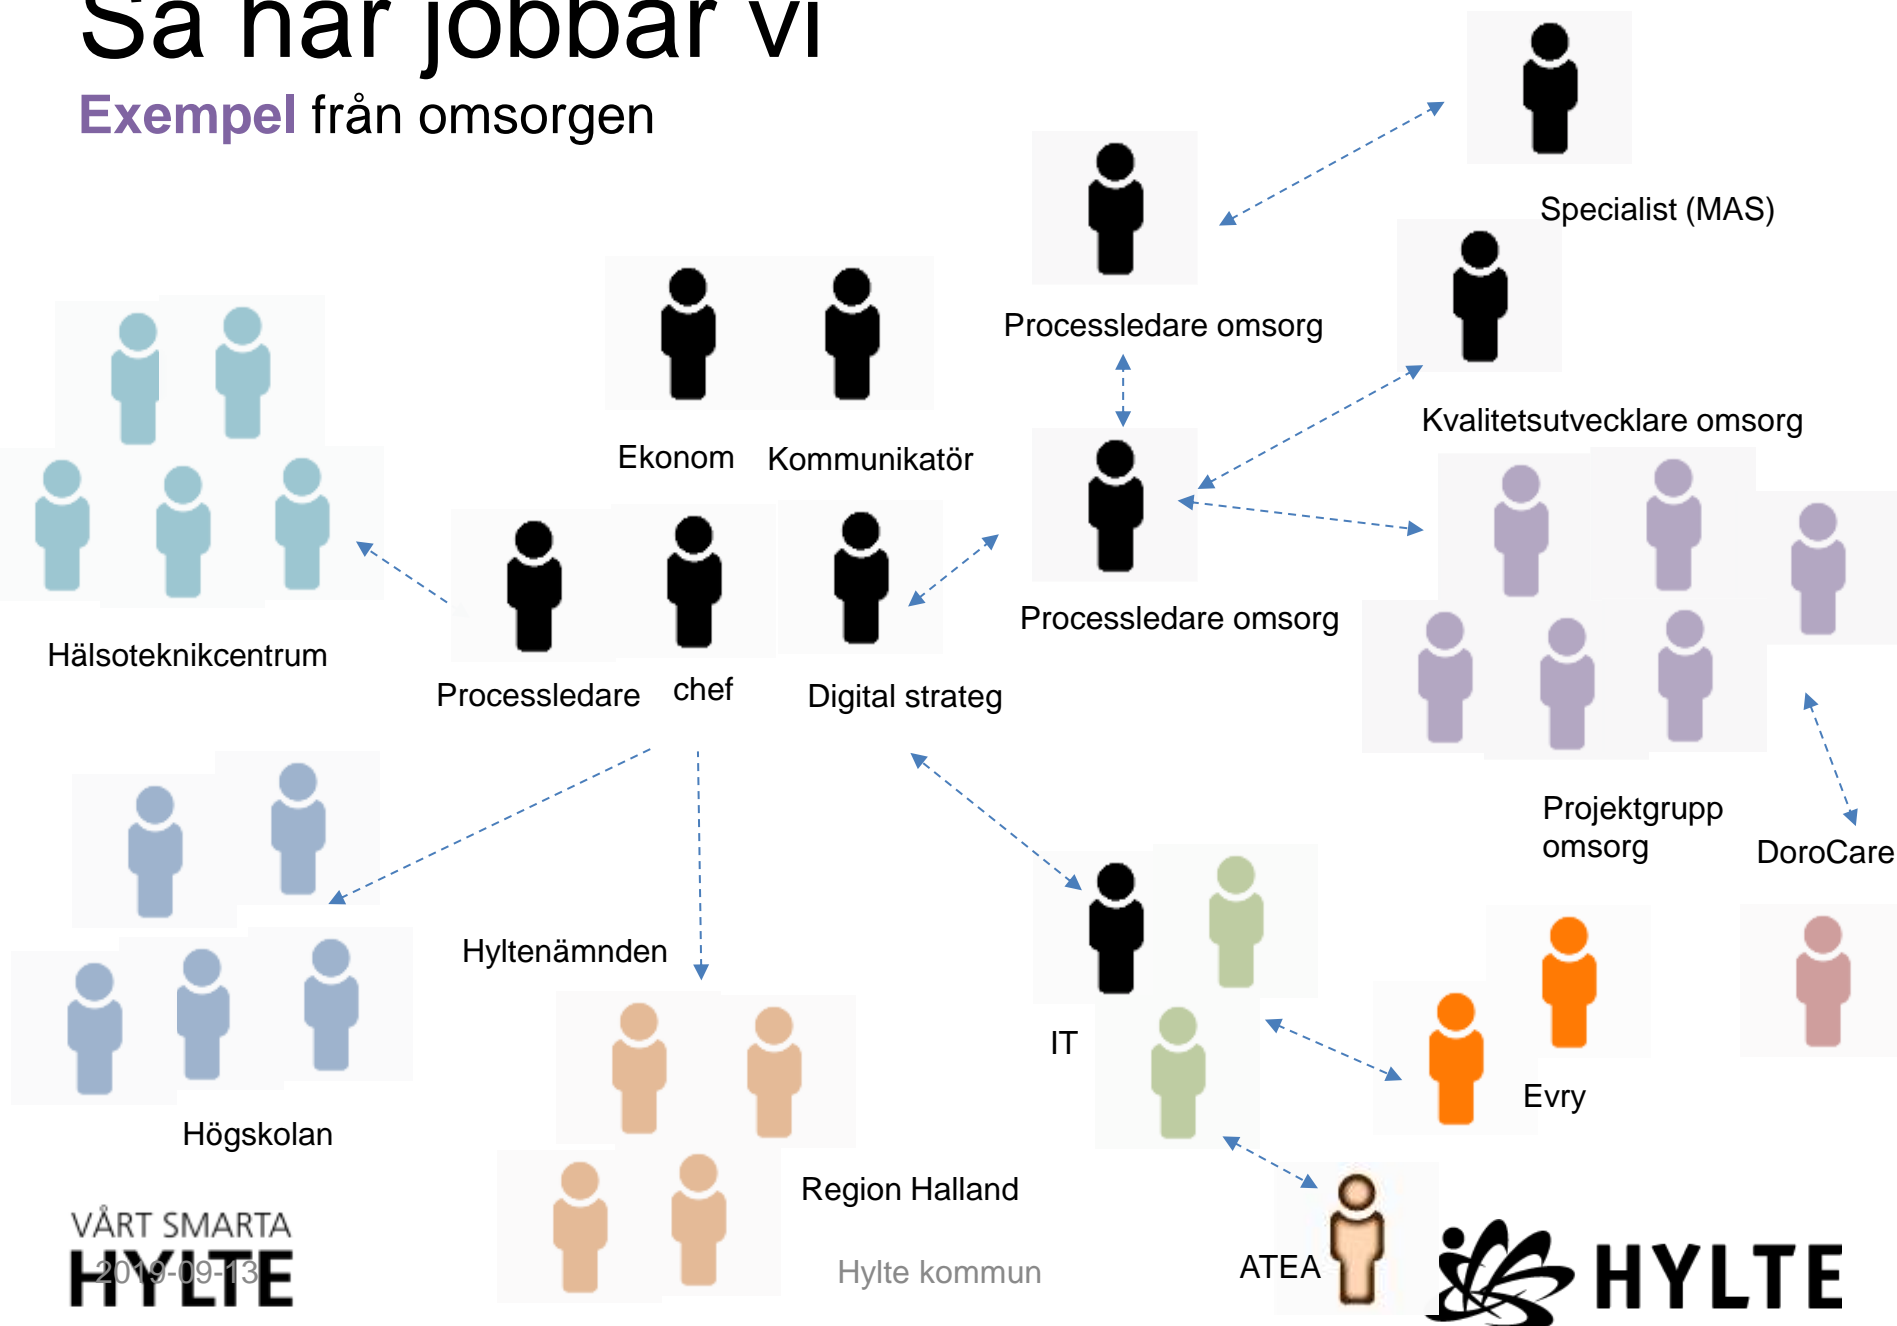 Så här jobbar vi
Exempel från omsorgen
Specialist (MAS)
Processledare omsorg
Kvalitetsutvecklare omsorg
Ekonom
Kommunikatör
Processledare omsorg
Hälsoteknikcentrum
Processledare
chef
Digital strateg
Projektgrupp
omsorg
DoroCare
Hyltenämnden
IT
Evry
Högskolan
Region Halland
ATEA
VÅRT SMARTA
HYLTE
2019-09-13
Hylte kommun
HYLTE